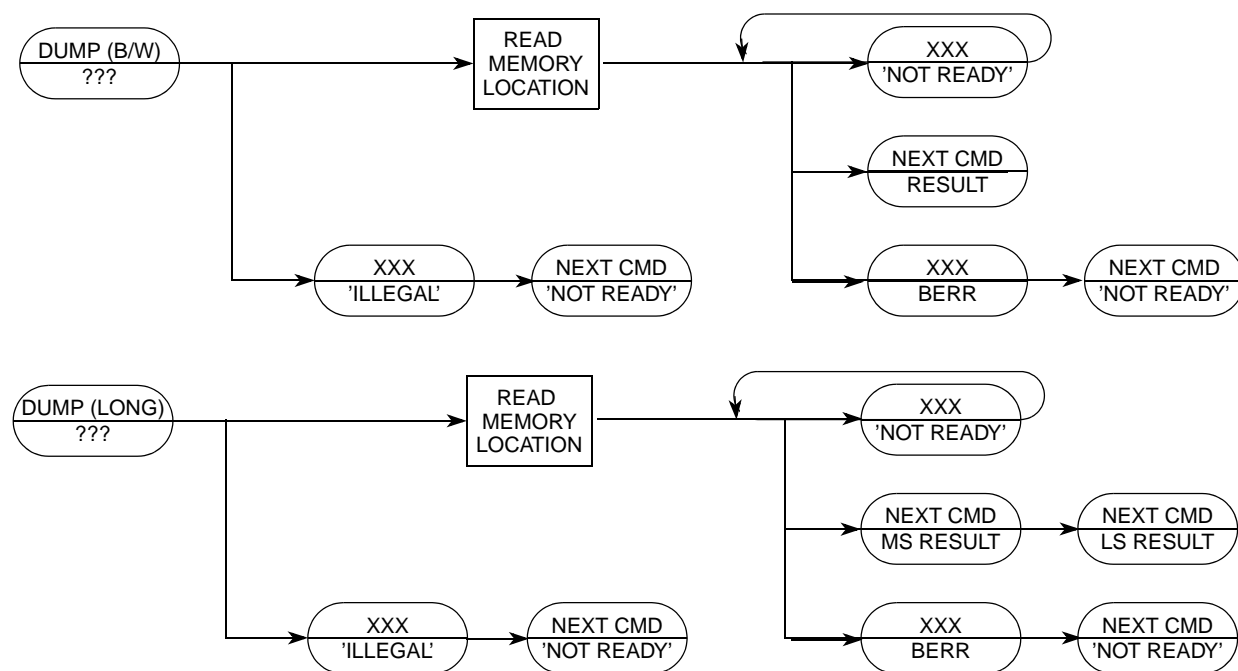 DUMP (B/W)
???
READ
MEMORY
LOCATION
XXX
'NOT READY'
NEXT CMD
RESULT
XXX
'ILLEGAL'
NEXT CMD
'NOT READY'
XXX
BERR
NEXT CMD
'NOT READY'
DUMP (LONG)
???
READ
MEMORY
LOCATION
XXX
'NOT READY'
NEXT CMD
MS RESULT
NEXT CMD
LS RESULT
XXX
'ILLEGAL'
NEXT CMD
'NOT READY'
XXX
BERR
NEXT CMD
'NOT READY'